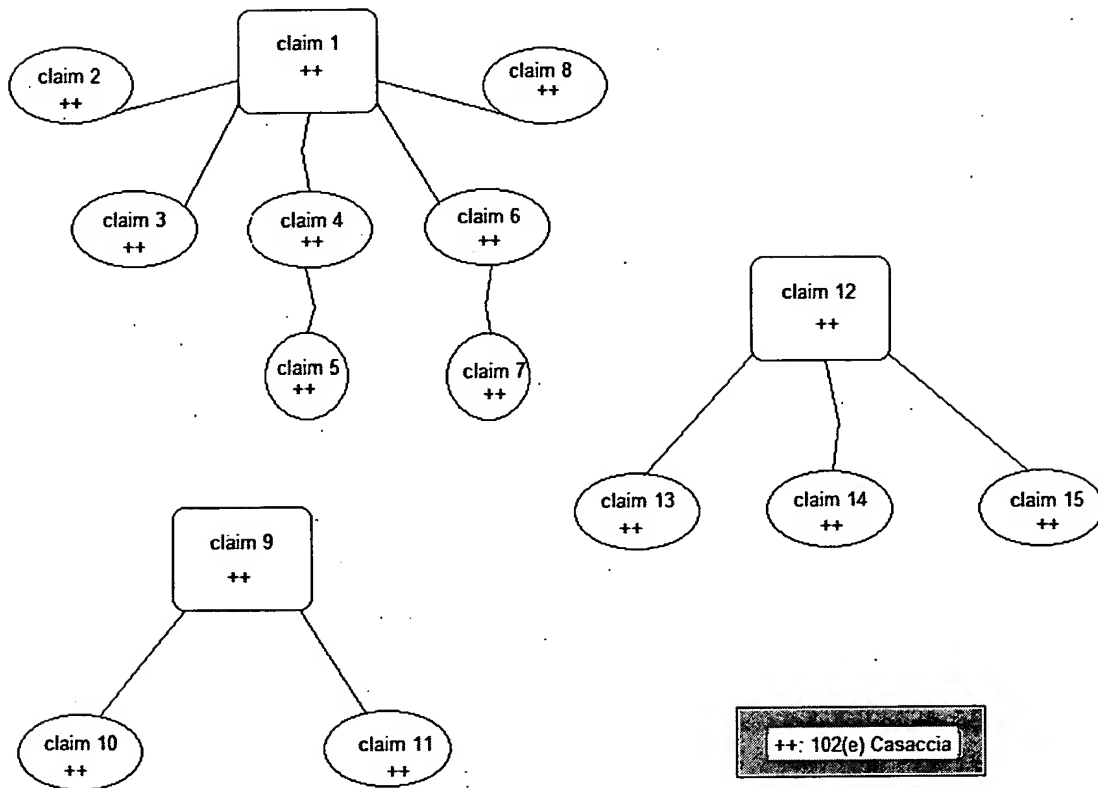 claim 1
++
claim 2
++
claim 8
++
claim 3
++
claim 4
++
claim 6
++
claim 5
++
claim 7
++
claim 12
++
claim 13
++
claim 14
++
claim 15
++
claim 9
++
claim 10
++
claim 11
++
++: 102(e) Casaccia